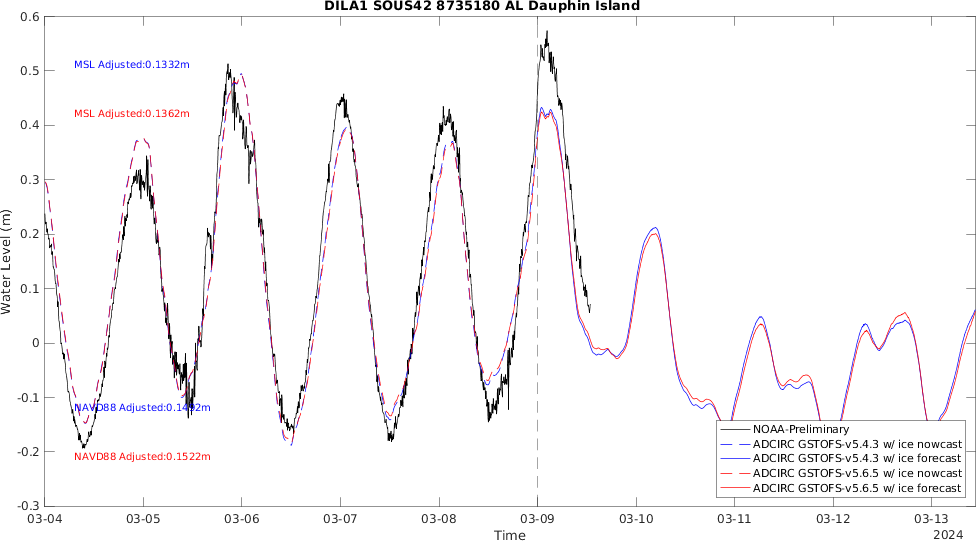 DILA1 SOUS42 8735180 AL Dauphin Island
Water Level (m)
0.6
0.5
0.4
0.3
0.2
0.1
0
-0.1
-0.2
-0.3
MSL Adjusted:0.1332m
MSL Adjusted:0.1362m
NAVD88 Adjusted:0.1492m
NAVD88 Adjusted:0.1522m
NOAA-Preliminary
ADCIRC GSTOFS-v5.4.3 w/ ice nowcast
ADCIRC GSTOFS-v5.4.3 w/ ice forecast
ADCIRC GSTOFS-v5.6.5 w/ ice nowcast
ADCIRC GSTOFS-v5.6.5 w/ ice forecast
03-04 03-05 03-06 03-07 03-08 03-09 03-10 03-11 03-12 03-13
2024
Time